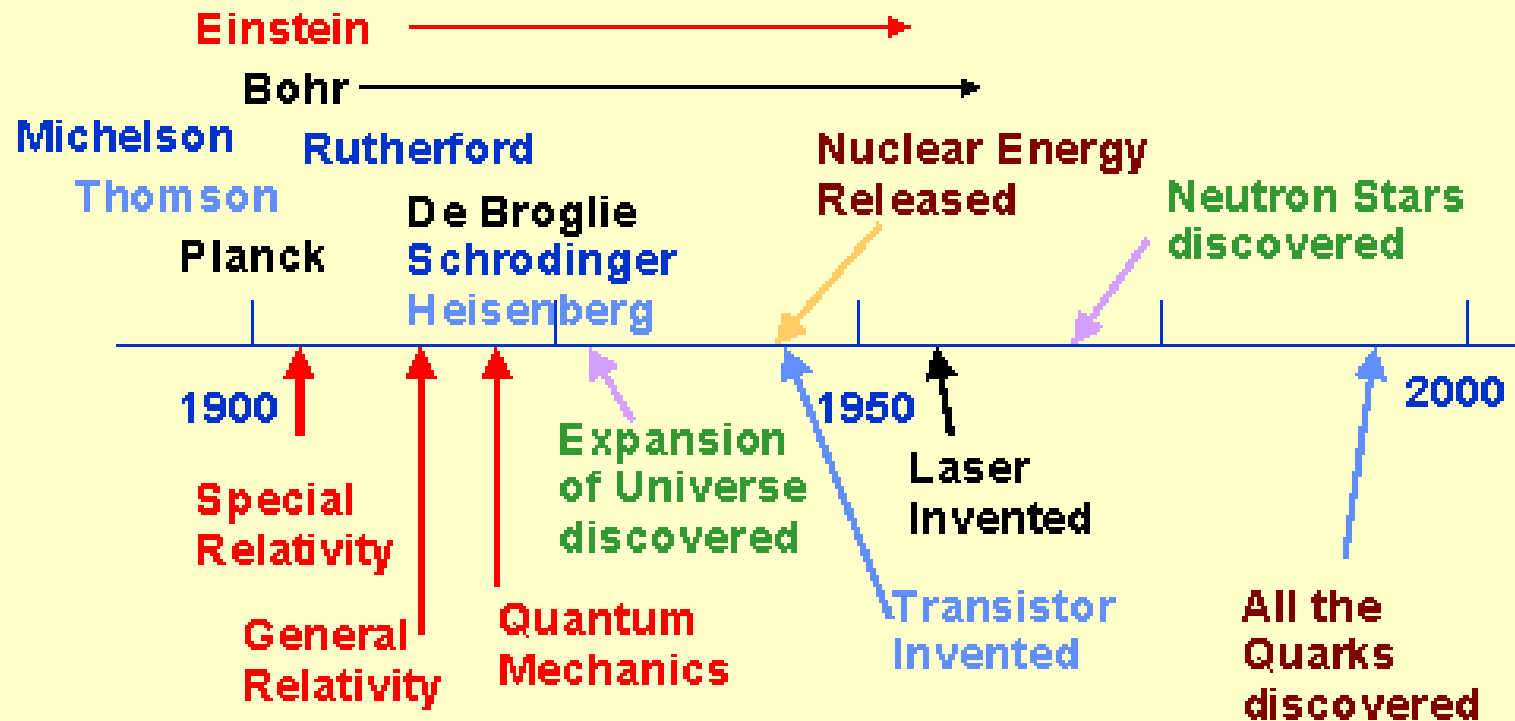 Einstein
Bohr
Michelson
Rutherford
Thomson
Planck
De Broglie
Schrodinger
Heisenberg
Nuclear Energy
Released
Neutron Stars
discovered
1900
1950
2000
Special
Relativity
General
Relativity
Quantum
Mechanics
Expansion
of Universe
discovered
Laser
Invented
Transistor
Invented
All the
Quarks
discovered